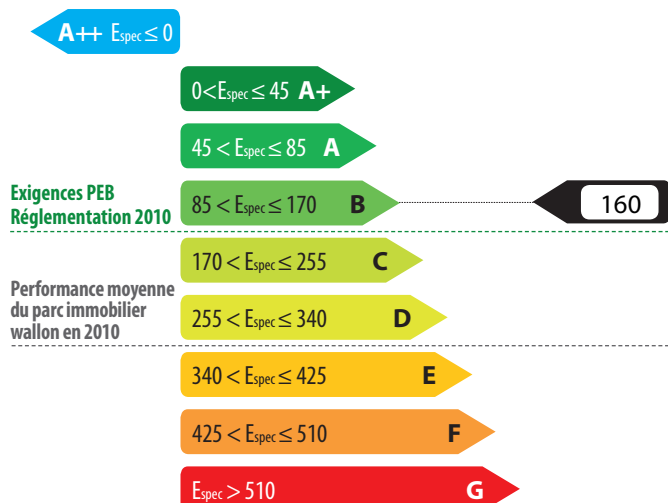 A++ Espec ≤ 0
0<Espec ≤ 45 A+
45 < Espec ≤ 85 A
Exigences PEB
Réglementation 2010
85 < Espec ≤ 170 B
160
170 < Espec ≤ 255 C
Performance moyenne
du parc immobilier
wallon en 2010
255 < Espec ≤ 340 D
340 < Espec ≤ 425 E
425 < Espec ≤ 510 F
Espec > 510 G